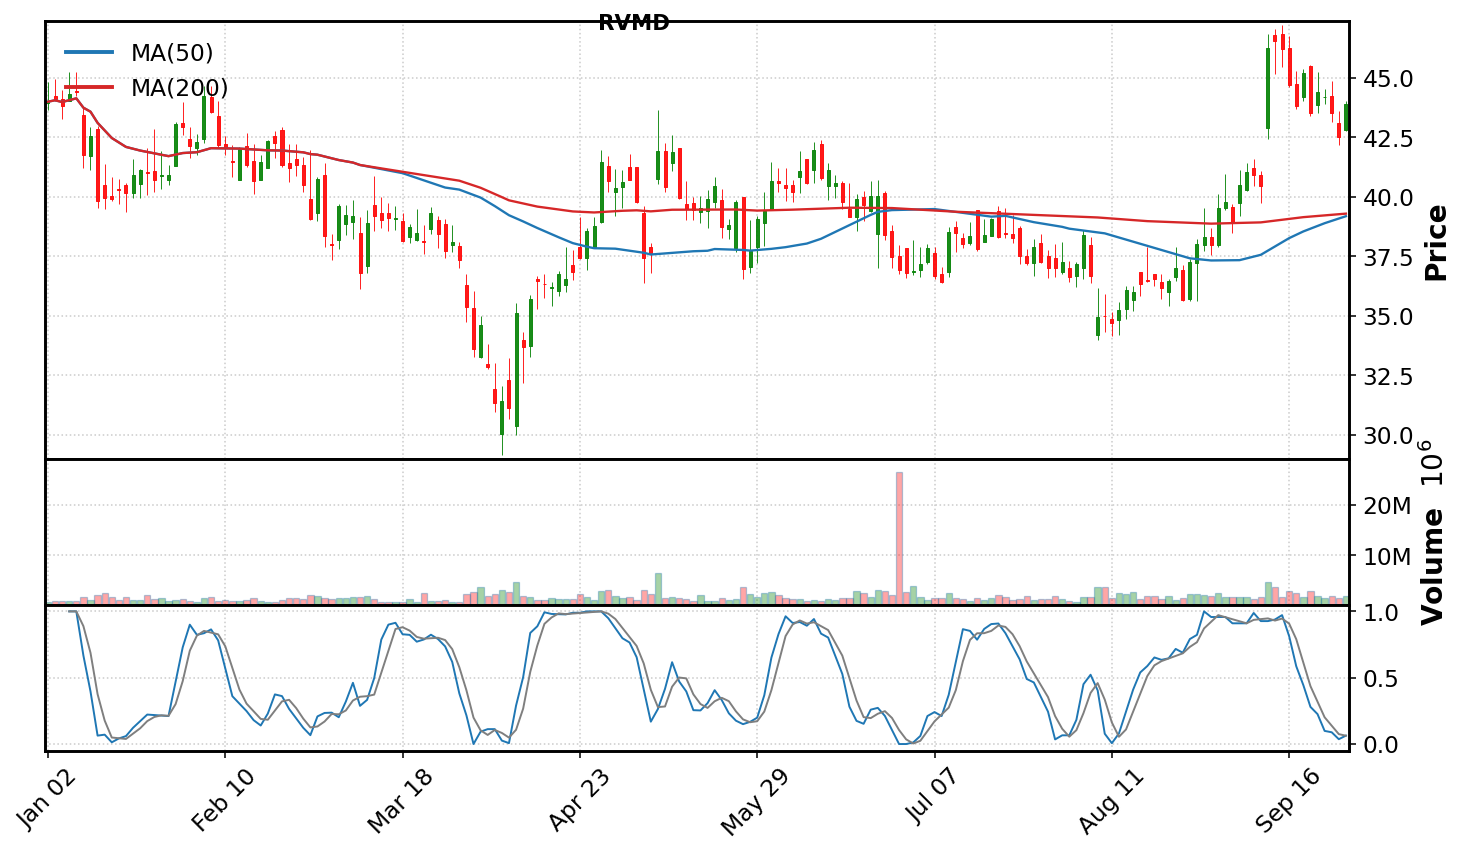 RVMD
MA(50)
MA(200)
45.0
42.5
40.0
37.5
35.0
32.5
30.0
Price
20M
10M
Volume 10^6
1.0
0.5
0.0
Jan 02
Feb 10
Mar 18
Apr 23
May 29
Jul 07
Aug 11
Sep 16